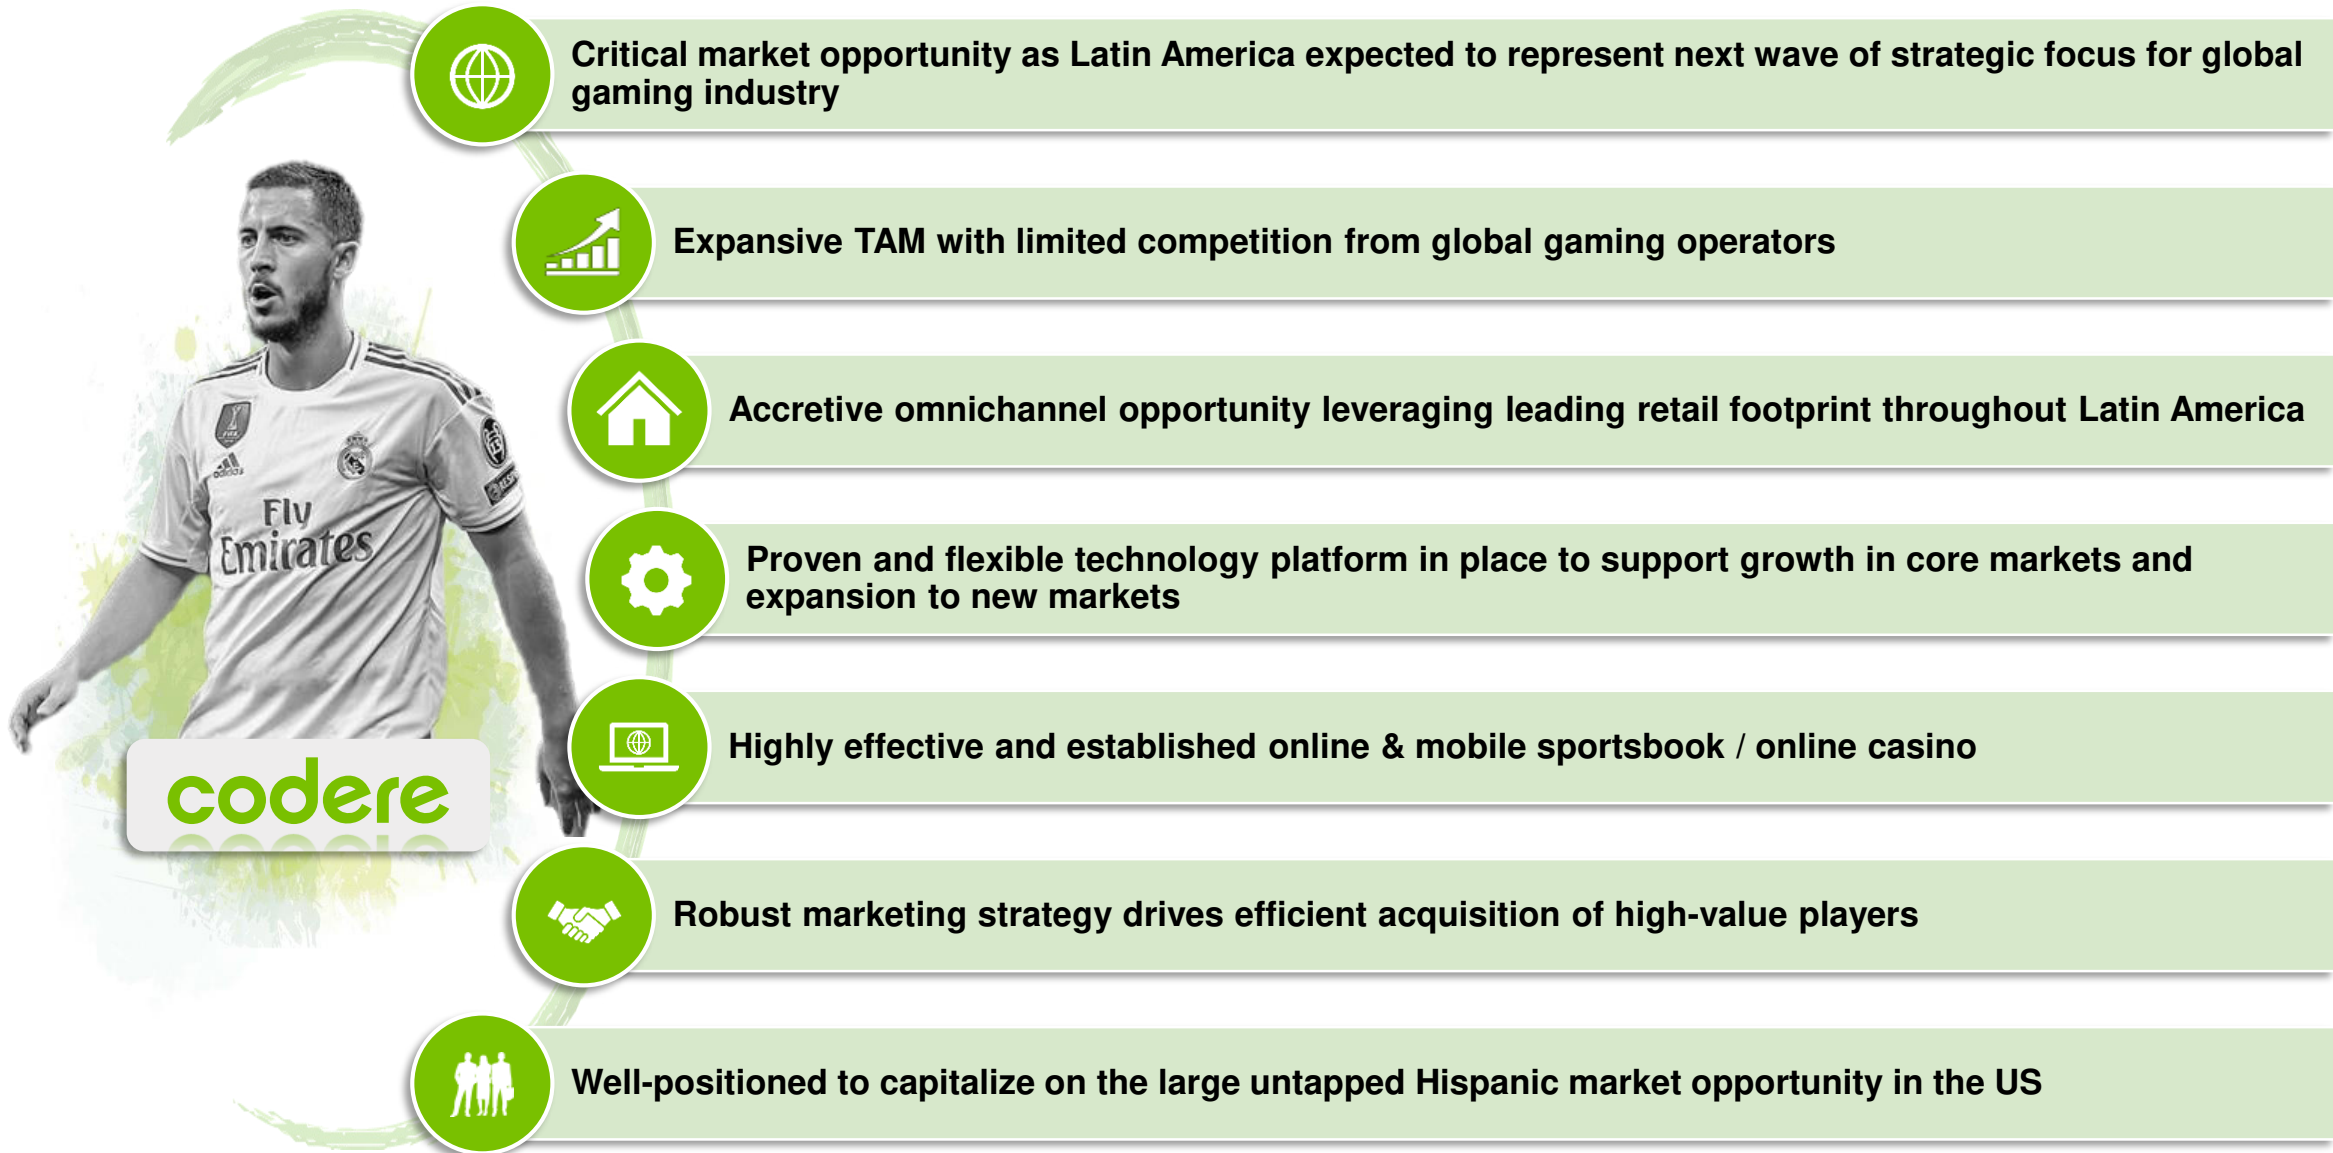 Critical market opportunity as Latin America expected to represent next wave of strategic focus for global
gaming industry
Expansive TAM with limited competition from global gaming operators
Accretive omnichannel opportunity leveraging leading retail footprint throughout Latin America
Fly
Emirates
adidas
Proven and flexible technology platform in place to support growth in core markets and
expansion to new markets
Highly effective and established online & mobile sportsbook / online casino
codere
Robust marketing strategy drives efficient acquisition of high-value players
Well-positioned to capitalize on the large untapped Hispanic market opportunity in the US